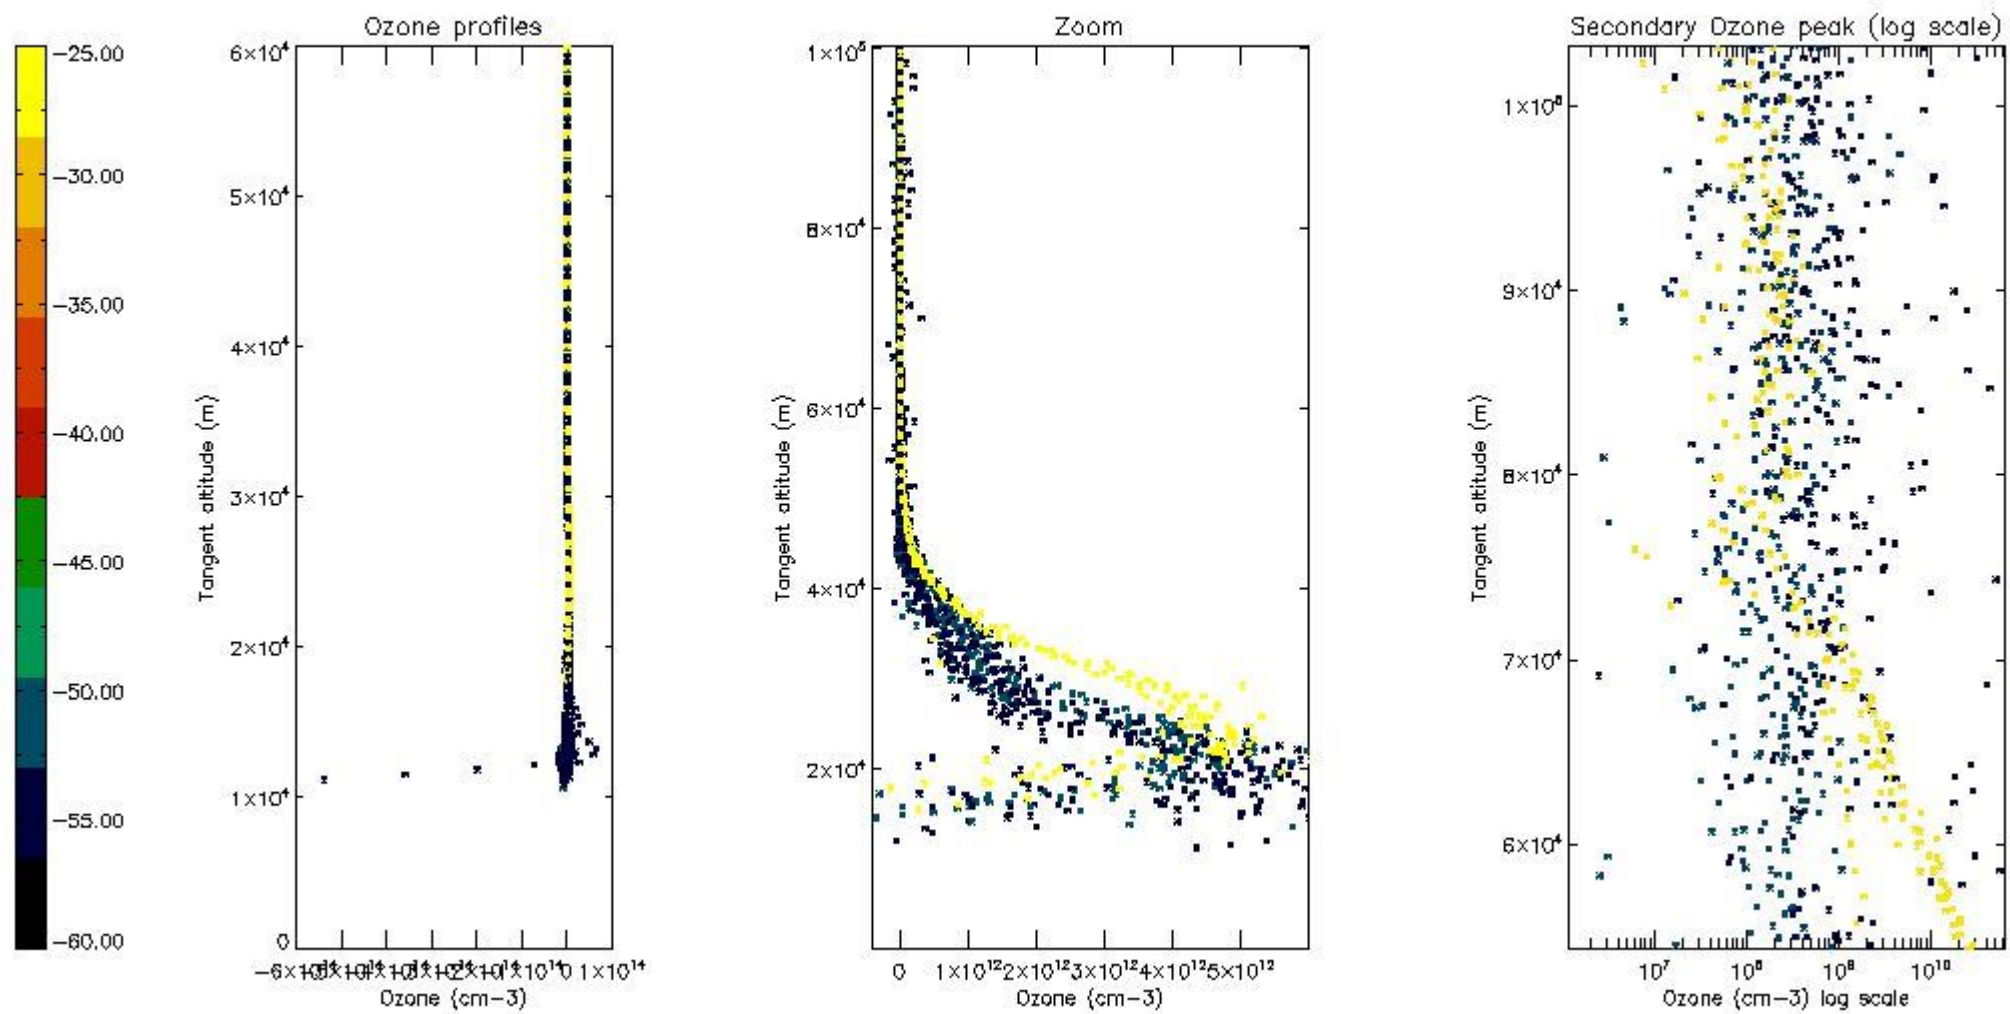 Ozone profiles
Zoom
Secondary Ozone peak (log scale)
−25.00
−30.00
−35.00
−40.00
−45.00
−50.00
−55.00
−60.00
6×10⁴
5×10⁴
4×10⁴
3×10⁴
2×10⁴
1×10⁴
0
Tangent altitude (m)
0 1×10¹⁴
Ozone (cm−3)
1×10⁵
8×10⁴
6×10⁴
4×10⁴
2×10⁴
Tangent altitude (m)
0 1×10¹² 2×10¹² 3×10¹² 4×10¹² 5×10¹²
Ozone (cm−3)
1×10⁵
9×10⁴
8×10⁴
7×10⁴
6×10⁴
Tangent altitude (m)
10⁷ 10⁸ 10⁹ 10¹⁰
Ozone (cm−3) log scale